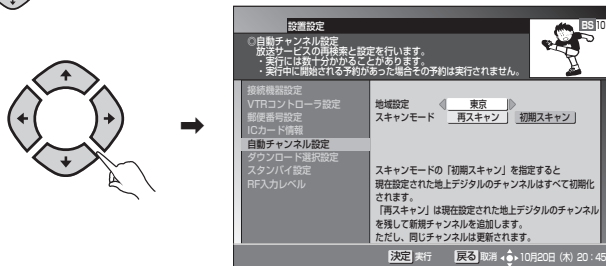 設置設定
BS 10
◎自動チャンネル設定
放送サービスの再検索と設定を行います。
・実行には数十分かかることがあります。
・実行中に開始される予約があった場合その予約は実行されません。
接続機器設定
VTRコントローラ設定
郵便番号設定
ICカード情報
自動チャンネル設定
ダウンロード選択設定
スタンバイ設定
RF入力レベル
地域設定 東京
スキャンモード 再スキャン 初期スキャン
スキャンモードの「初期スキャン」を指定すると
現在設定された地上デジタルのチャンネルはすべて初期化
されます。
「再スキャン」は現在設定された地上デジタルのチャンネル
を残して新規チャンネルを追加します。
ただし、同じチャンネルは更新されます。
決定 実行 戻る 取消 10月20日 (木) 20:45